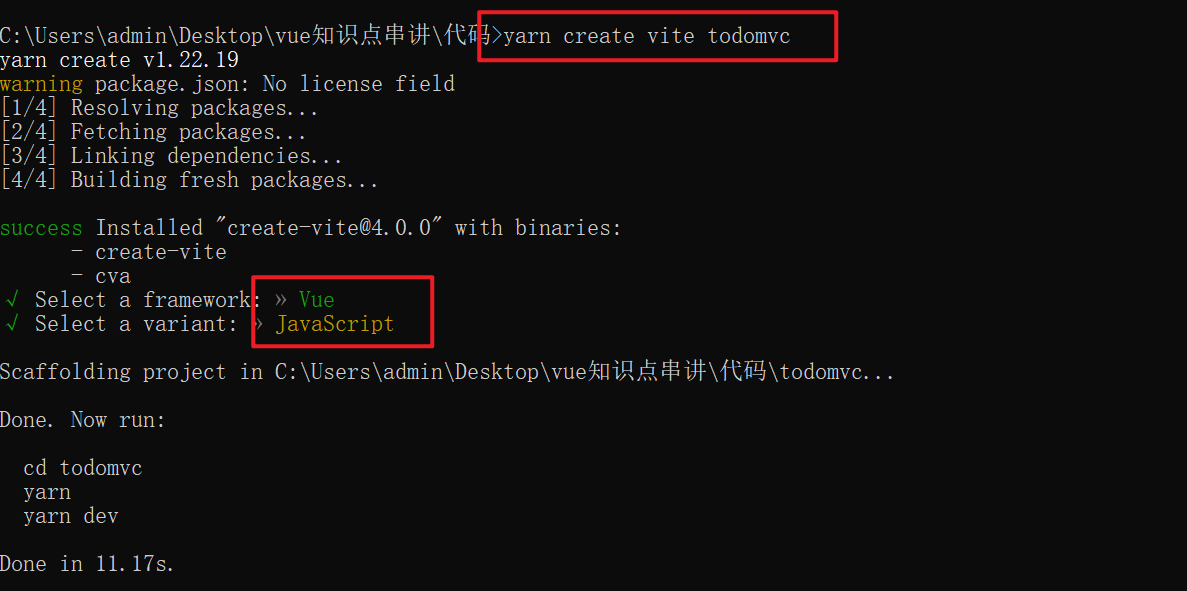 C:\Users\admin\Desktop\vue知识点串讲\代码>yarn create vite todomvc
yarn create v1.22.19
warning package.json: No license field
[1/4] Resolving packages...
[2/4] Fetching packages...
[3/4] Linking dependencies...
[4/4] Building fresh packages...
success Installed "create-vite@4.0.0" with binaries:
- create-vite
- cva
√ Select a framework: » Vue
√ Select a variant: » JavaScript
Scaffolding project in C:\Users\admin\Desktop\vue知识点串讲\代码\todomvc...
Done. Now run:
cd todomvc
yarn
yarn dev
Done in 11.17s.